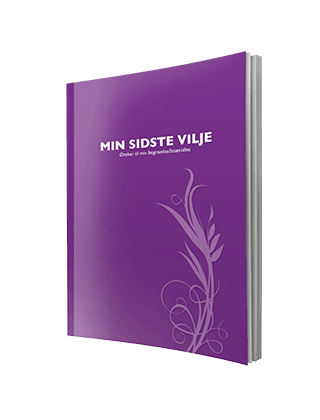 MIN SIDSTE VILJE
Ønsker til min begravelse/bisættelse